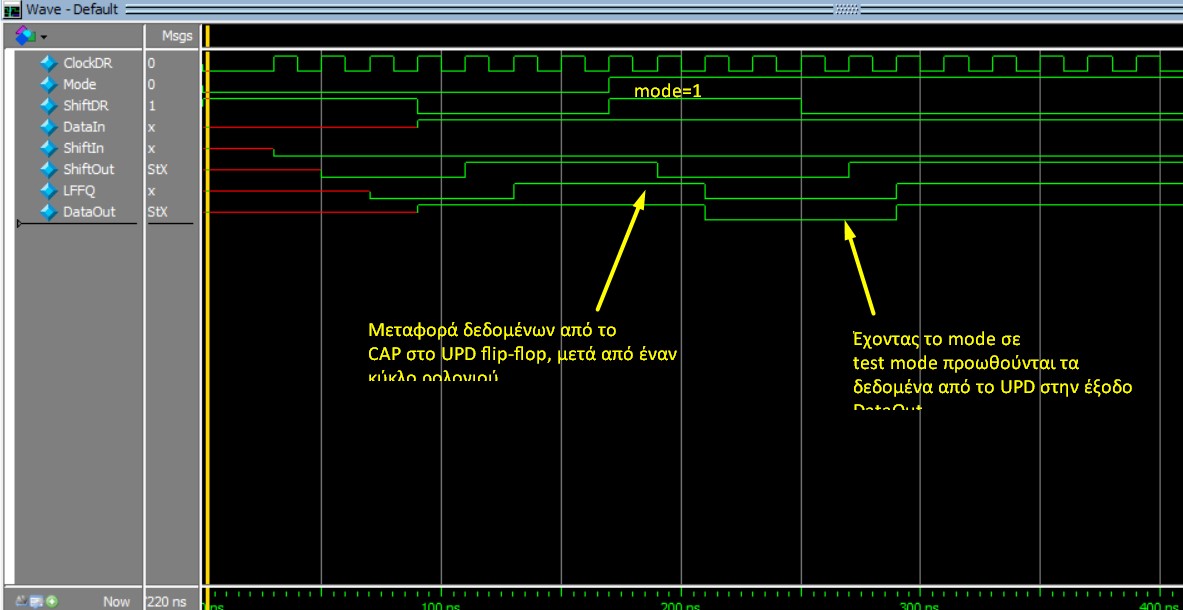 Wave - Default
Msgs
ClockDR 0
Mode 0
ShiftDR 1
DataIn x
ShiftIn x
ShiftOut StX
LFFQ x
DataOut StX
mode=1
Μεταφορά δεδομένων από το
CAP στο UPD flip-flop, μετά από έναν
κύκλο ρολογιού
Έχοντας το mode σε
test mode προωθούνται τα
δεδομένα από το UPD στην έξοδο
DataOut
Now 220 ns
ns 100 ns 200 ns 300 ns 400 ns